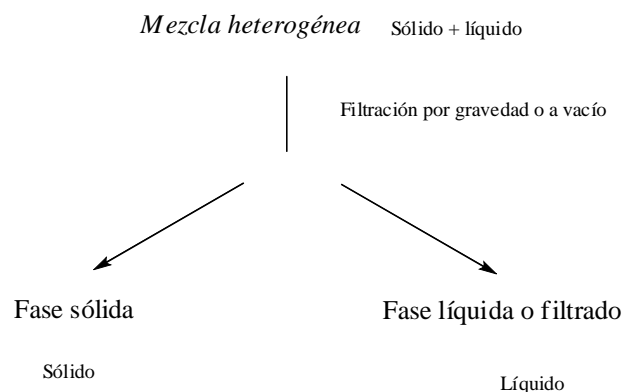 Mezcla heterogénea Sólido + líquido
Filtración por gravedad o a vacío
Fase sólida Fase líquida o filtrado
Sólido
Líquido